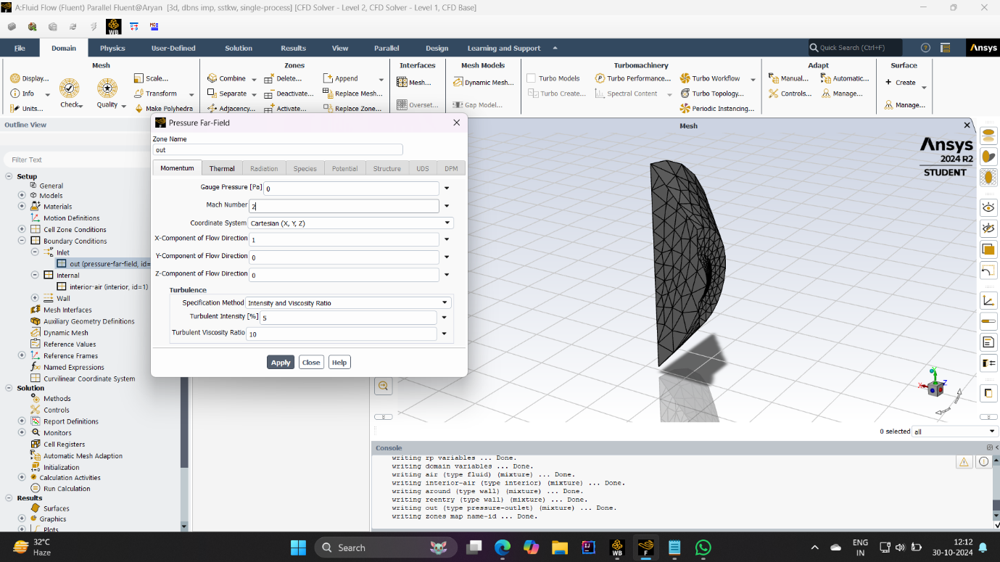 A:Fluid Flow (Fluent) Parallel Fluent@Aryan [3d, dbns imp, sstkw, single-process] [CFD Solver - Level 2, CFD Solver - Level 1, CFD Base]
WB
File Domain Physics User-Defined Solution Results View Parallel Design Learning and Support Quick Search (Ctrl+F) Ansys
Mesh Zones Interfaces Mesh Models Turbomachinery Adapt Surface
Display... Scale... Combine Delete... Append Mesh... Dynamic Mesh... Turbo Models Turbo Performance... Turbo Workflow Manual... Automatic... Create
Info Check Quality Transform Separate Deactivate... Replace Mesh... Turbo Create... Spectral Content Turbo Topology... Controls... Manage...
Units... Make Polyhedra Adjacency... Activate... Replace Zone... Overset... Gap Model... Periodic Instancing... Manage...
Outline View
Filter Text
Setup
General
Models
Materials
Motion Definitions
Cell Zone Conditions
Boundary Conditions
Inlet
out (pressure-far-field, id=
Internal
interior-air (interior, id=1)
Wall
Mesh Interfaces
Auxiliary Geometry Definitions
Dynamic Mesh
Reference Values
Reference Frames
Named Expressions
Curvilinear Coordinate System
Solution
Methods
Controls
Report Definitions
Monitors
Cell Registers
Automatic Mesh Adaption
Initialization
Calculation Activities
Run Calculation
Results
Surfaces
Graphics
Plots
Pressure Far-Field
Zone Name
out
Momentum Thermal Radiation Species Potential Structure UDS DPM
Gauge Pressure [Pa] 0
Mach Number 2
Coordinate System Cartesian (X, Y, Z)
X-Component of Flow Direction 1
Y-Component of Flow Direction 0
Z-Component of Flow Direction 0
Turbulence
Specification Method Intensity and Viscosity Ratio
Turbulent Intensity [%] 5
Turbulent Viscosity Ratio 10
Apply Close Help
Mesh
Ansys
2024 R2
STUDENT
X Y Z
0 selected all
Console
writing rp variables ... Done.
writing domain variables ... Done.
writing air (type fluid) (mixture) ... Done.
writing interior-air (type interior) (mixture) ... Done.
writing around (type wall) (mixture) ... Done.
writing reentry (type wall) (mixture) ... Done.
writing out (type pressure-outlet) (mixture) ... Done.
writing zones map name-id ... Done.
32°C
Haze
Search
WB
F
ENG
IN
12:12
30-10-2024